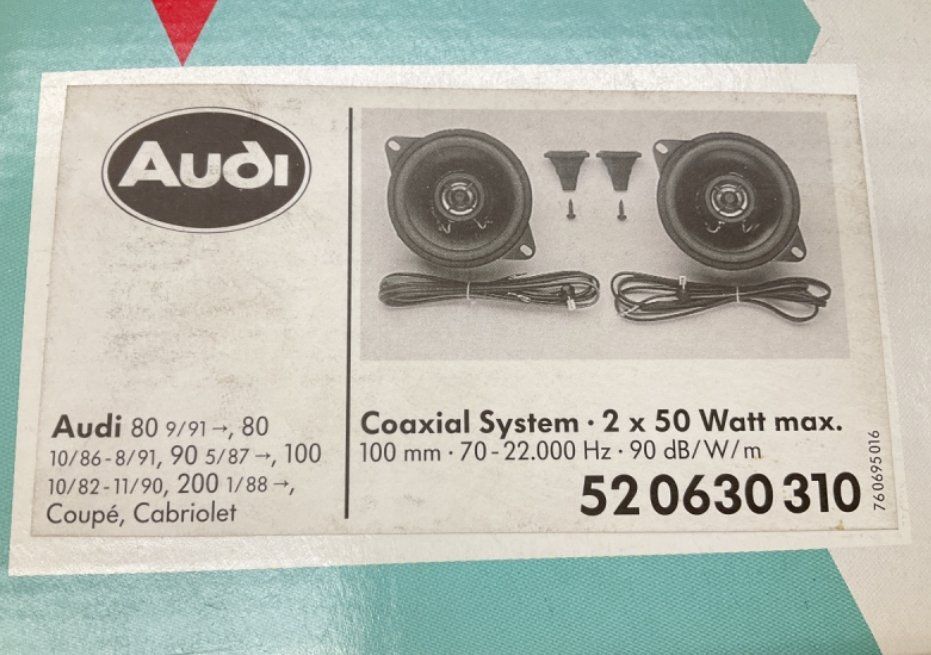 Audi
Audi 80 9/91→, 80
10/86-8/91, 90 5/87→, 100
10/82-11/90, 200 1/88→,
Coupé, Cabriolet
Coaxial System · 2 x 50 Watt max.
100 mm · 70-22.000 Hz · 90 dB/W/m
52 0630 310
760695016